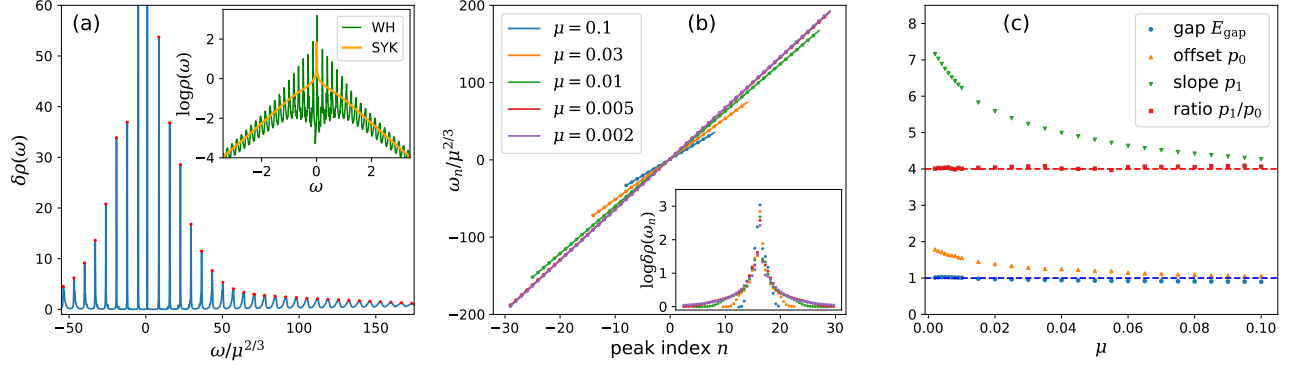 (a)
60
50
40
30
20
10
0
δρ(ω)
−50
0
50
100
150
ω/μ^{2/3}
WH
SYK
logρ(ω)
2
0
−2
−4
−2
0
2
ω
(b)
μ = 0.1
μ = 0.03
μ = 0.01
μ = 0.005
μ = 0.002
ω_n/μ^{2/3}
200
100
0
−100
−200
−30
−20
−10
0
10
20
30
peak index n
logδρ(ω_n)
3
2
1
0
(c)
gap E_gap
offset p_0
slope p_1
ratio p_1/p_0
8
7
6
5
4
3
2
1
0
0.00
0.02
0.04
0.06
0.08
0.10
μ